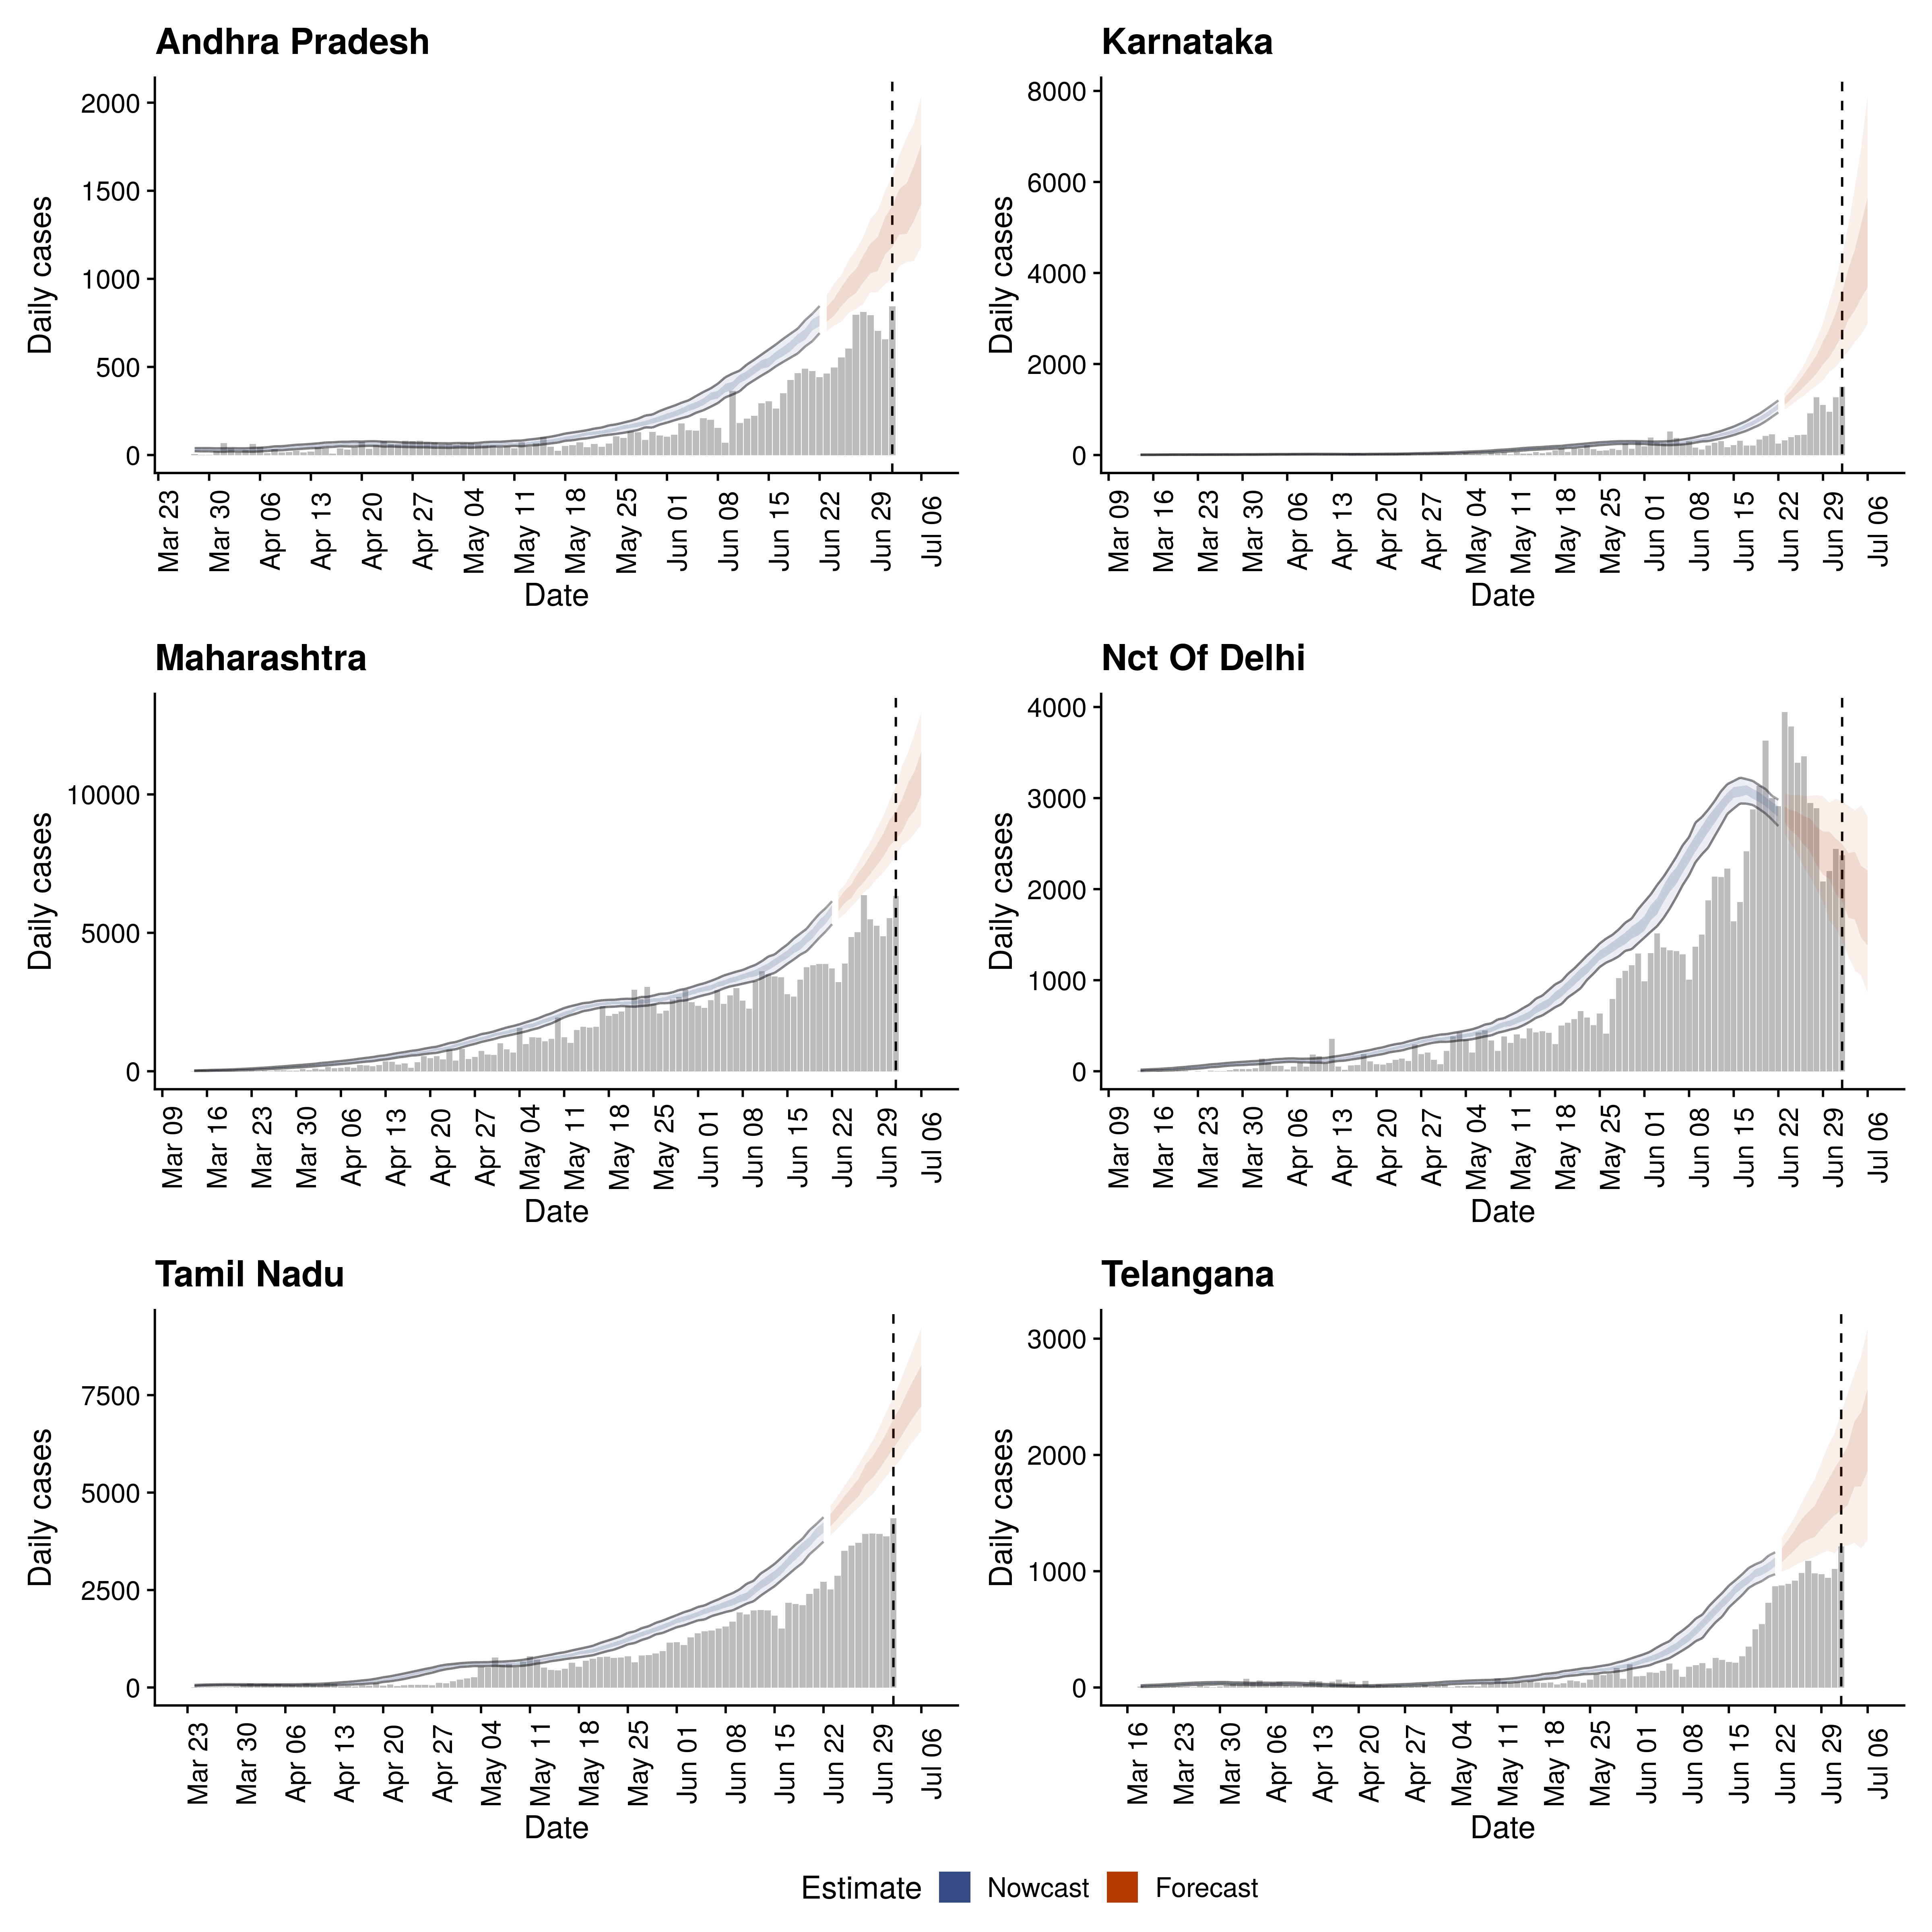 Andhra Pradesh
Daily cases
2000
1500
1000
500
0
Mar 23 Mar 30 Apr 06 Apr 13 Apr 20 Apr 27 May 04 May 11 May 18 May 25 Jun 01 Jun 08 Jun 15 Jun 22 Jun 29 Jul 06
Date
Karnataka
Daily cases
8000
6000
4000
2000
0
Mar 09 Mar 16 Mar 23 Mar 30 Apr 06 Apr 13 Apr 20 Apr 27 May 04 May 11 May 18 May 25 Jun 01 Jun 08 Jun 15 Jun 22 Jun 29 Jul 06
Date
Maharashtra
Daily cases
10000
5000
0
Mar 09 Mar 16 Mar 23 Mar 30 Apr 06 Apr 13 Apr 20 Apr 27 May 04 May 11 May 18 May 25 Jun 01 Jun 08 Jun 15 Jun 22 Jun 29 Jul 06
Date
Nct Of Delhi
Daily cases
4000
3000
2000
1000
0
Mar 09 Mar 16 Mar 23 Mar 30 Apr 06 Apr 13 Apr 20 Apr 27 May 04 May 11 May 18 May 25 Jun 01 Jun 08 Jun 15 Jun 22 Jun 29 Jul 06
Date
Tamil Nadu
Daily cases
7500
5000
2500
0
Mar 23 Mar 30 Apr 06 Apr 13 Apr 20 Apr 27 May 04 May 11 May 18 May 25 Jun 01 Jun 08 Jun 15 Jun 22 Jun 29 Jul 06
Date
Telangana
Daily cases
3000
2000
1000
0
Mar 16 Mar 23 Mar 30 Apr 06 Apr 13 Apr 20 Apr 27 May 04 May 11 May 18 May 25 Jun 01 Jun 08 Jun 15 Jun 22 Jun 29 Jul 06
Date
Estimate Nowcast Forecast